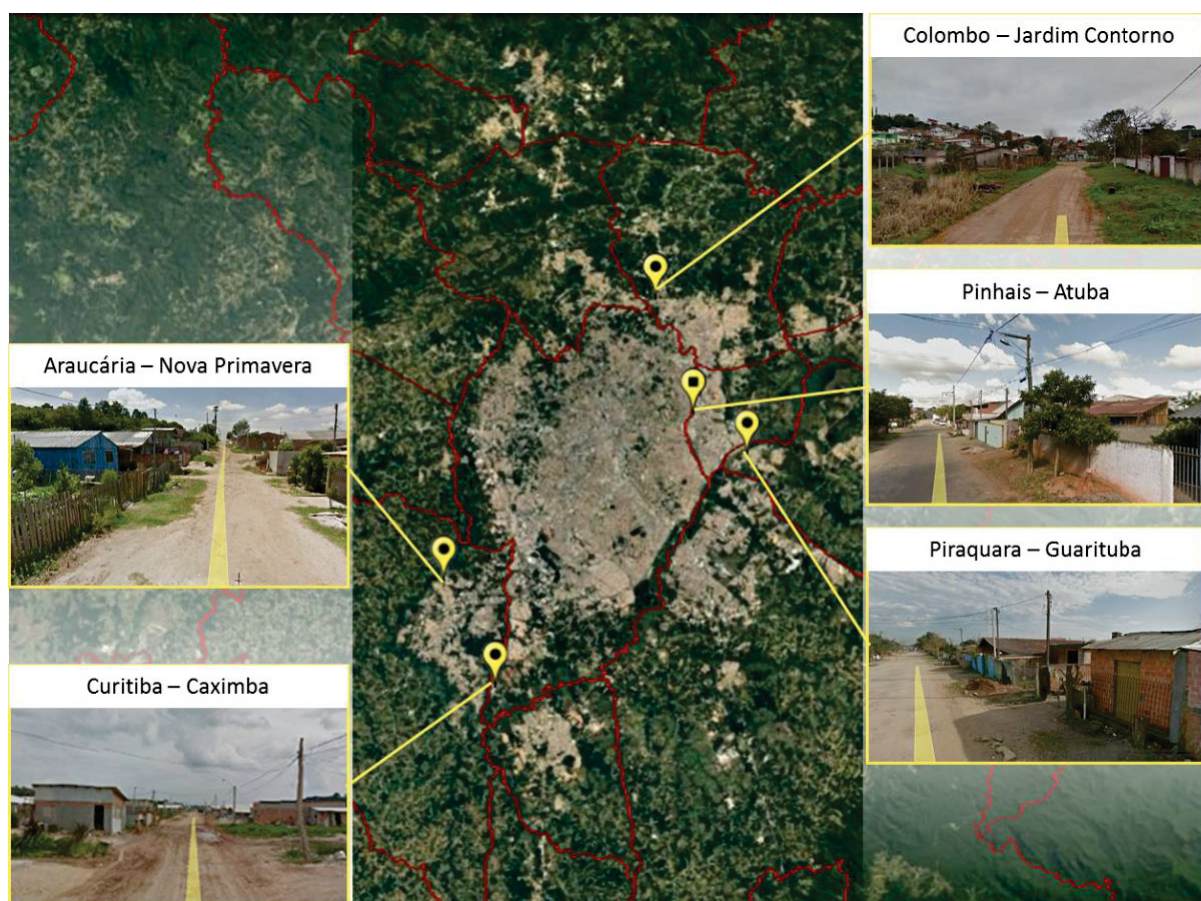 Colombo – Jardim Contorno
Pinhais – Atuba
Araucária – Nova Primavera
Piraquara – Guarituba
Curitiba – Caximba